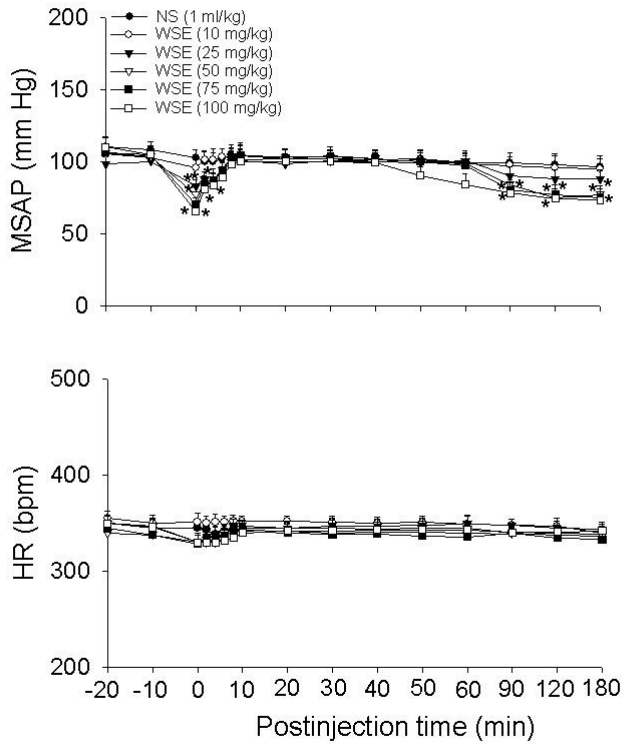 NS (1 ml/kg)
WSE (10 mg/kg)
WSE (25 mg/kg)
WSE (50 mg/kg)
WSE (75 mg/kg)
WSE (100 mg/kg)
MSAP (mm Hg)
200
150
100
50
0
* * * * * * * * * * * * * * * * *
HR (bpm)
500
400
300
200
-20 -10 0 10 20 30 40 50 60 90 120 180
Postinjection time (min)